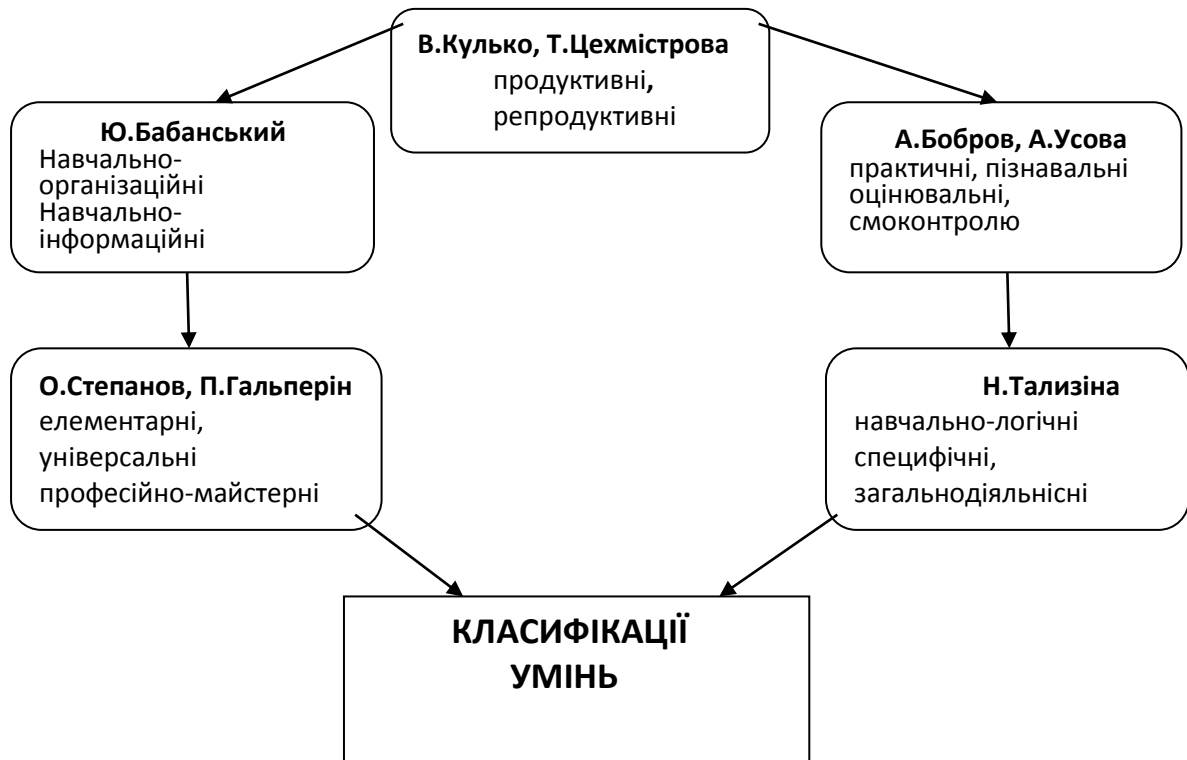 В.Кулько, Т.Цехмістрова
продуктивні,
репродуктивні
Ю.Бабанський
Навчально-
організаційні
Навчально-
інформаційні
А.Бобров, А.Усова
практичні, пізнавальні
оцінювальні,
смоконтролю
О.Степанов, П.Гальперін
елементарні,
універсальні
професійно-майстерні
Н.Тализіна
навчально-логічні
специфічні,
загальнодіяльнісні
КЛАСИФІКАЦІЇ
УМІНЬ